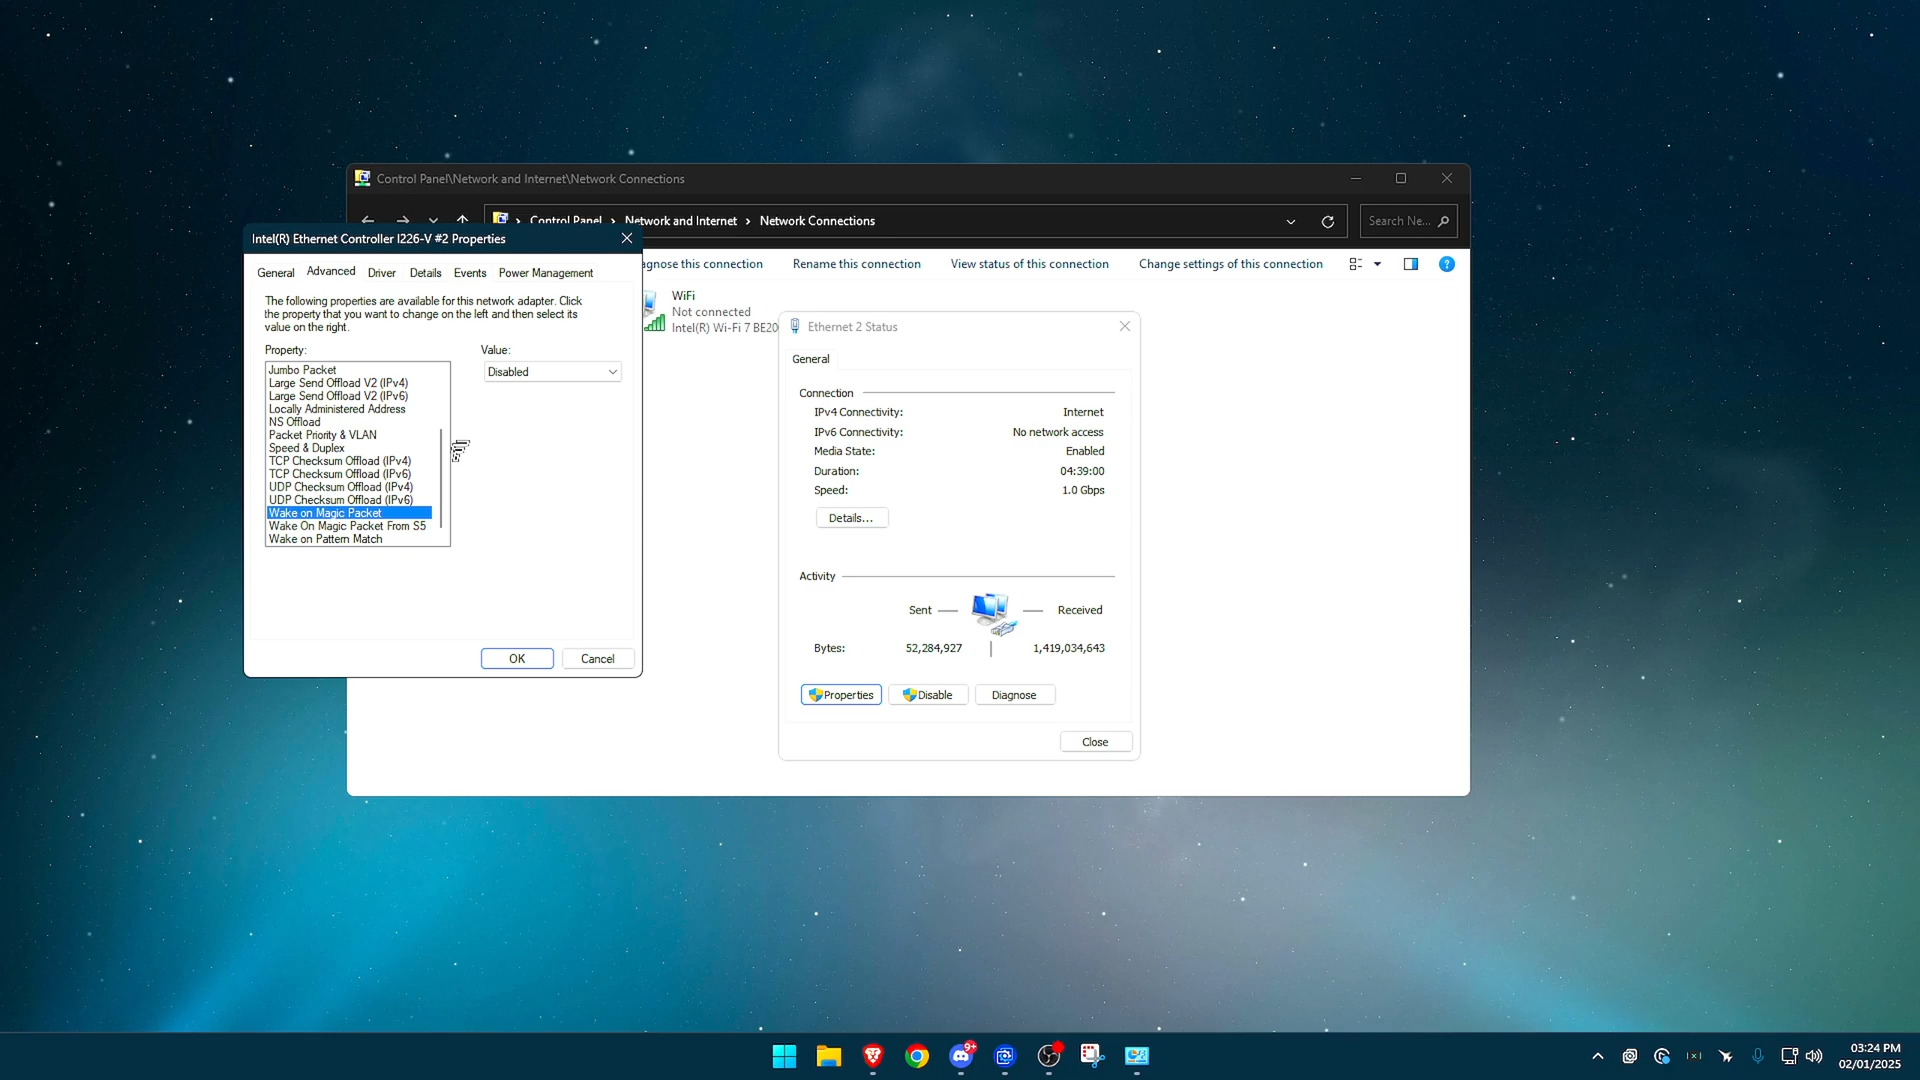 Control Panel\Network and Internet\Network Connections
Control Panel > Network and Internet > Network Connections
Search Ne...
Intel(R) Ethernet Controller I226-V #2 Properties
General Advanced Driver Details Events Power Management
The following properties are available for this network adapter. Click
the property that you want to change on the left and then select its
value on the right.
Property:
Value:
Jumbo Packet
Large Send Offload V2 (IPv4)
Large Send Offload V2 (IPv6)
Locally Administered Address
NS Offload
Packet Priority & VLAN
Speed & Duplex
TCP Checksum Offload (IPv4)
TCP Checksum Offload (IPv6)
UDP Checksum Offload (IPv4)
UDP Checksum Offload (IPv6)
Wake on Magic Packet
Wake On Magic Packet From S5
Wake on Pattern Match
Disabled
OK
Cancel
agnose this connection
Rename this connection
View status of this connection
Change settings of this connection
WiFi
Not connected
Intel(R) Wi-Fi 7 BE20
Ethernet 2 Status
General
Connection
IPv4 Connectivity: Internet
IPv6 Connectivity: No network access
Media State: Enabled
Duration: 04:39:00
Speed: 1.0 Gbps
Details...
Activity
Sent — — Received
Bytes: 52,284,927 1,419,034,643
Properties
Disable
Diagnose
Close
9+
03:24 PM
02/01/2025